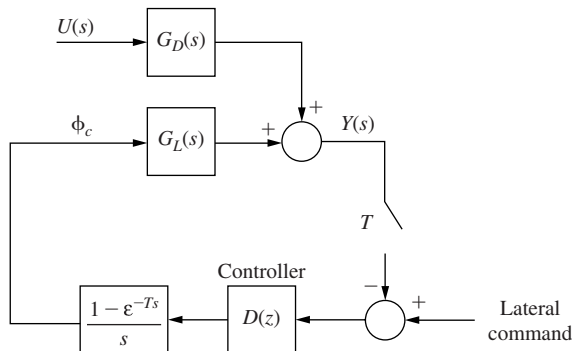 U(s)
G_D(s)
+
ϕ_c
G_L(s)
+
Y(s)
T
Controller
−
+
1 − ε^{−Ts}
s
D(z)
Lateral
command